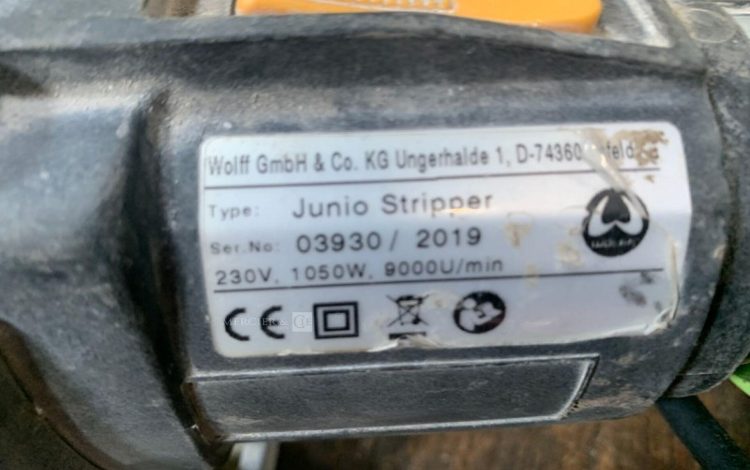 Wolff GmbH & Co. KG Ungerhalde 1, D-74360
Type: Junio Stripper
Ser.No: 03930 / 2019
230V, 1050W, 9000U/min
CE